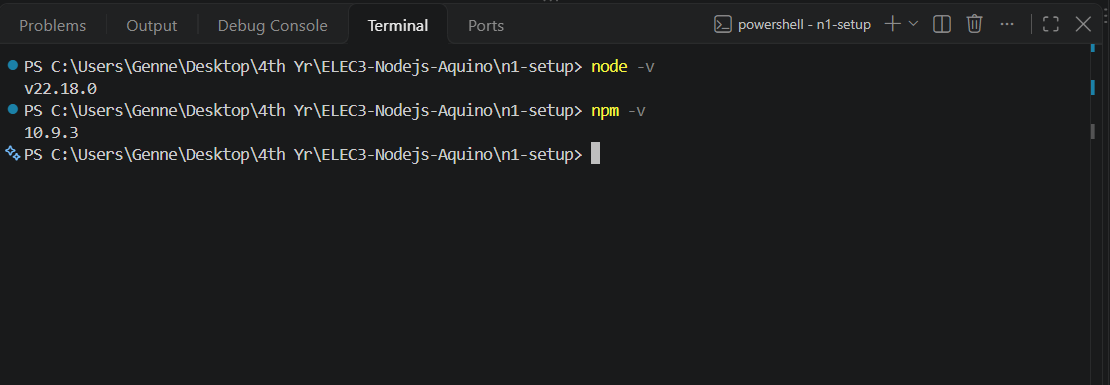 Problems Output Debug Console Terminal Ports powershell - n1-setup
PS C:\Users\Genne\Desktop\4th Yr\ELEC3-Nodejs-Aquino\n1-setup> node -v
v22.18.0
PS C:\Users\Genne\Desktop\4th Yr\ELEC3-Nodejs-Aquino\n1-setup> npm -v
10.9.3
PS C:\Users\Genne\Desktop\4th Yr\ELEC3-Nodejs-Aquino\n1-setup>